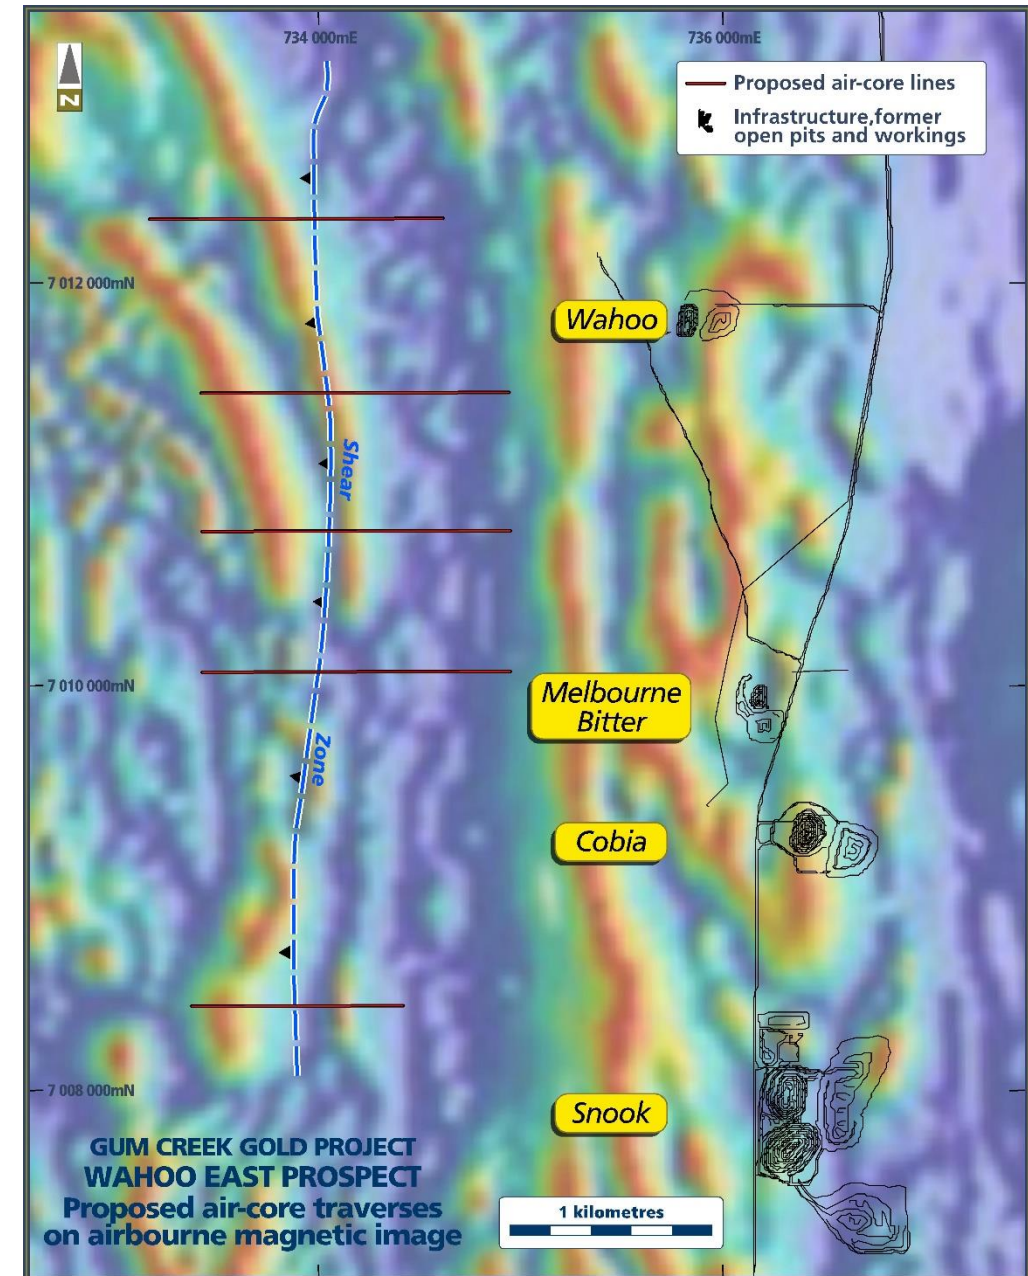 734 000mE
736 000mE
N
Proposed air-core lines
Infrastructure,former
open pits and workings
7 012 000mN
Wahoo
Shear
7 010 000mN
Melbourne
Bitter
Zone
Cobia
7 008 000mN
Snook
GUM CREEK GOLD PROJECT
WAHOO EAST PROSPECT
Proposed air-core traverses
on airbourne magnetic image
1 kilometres